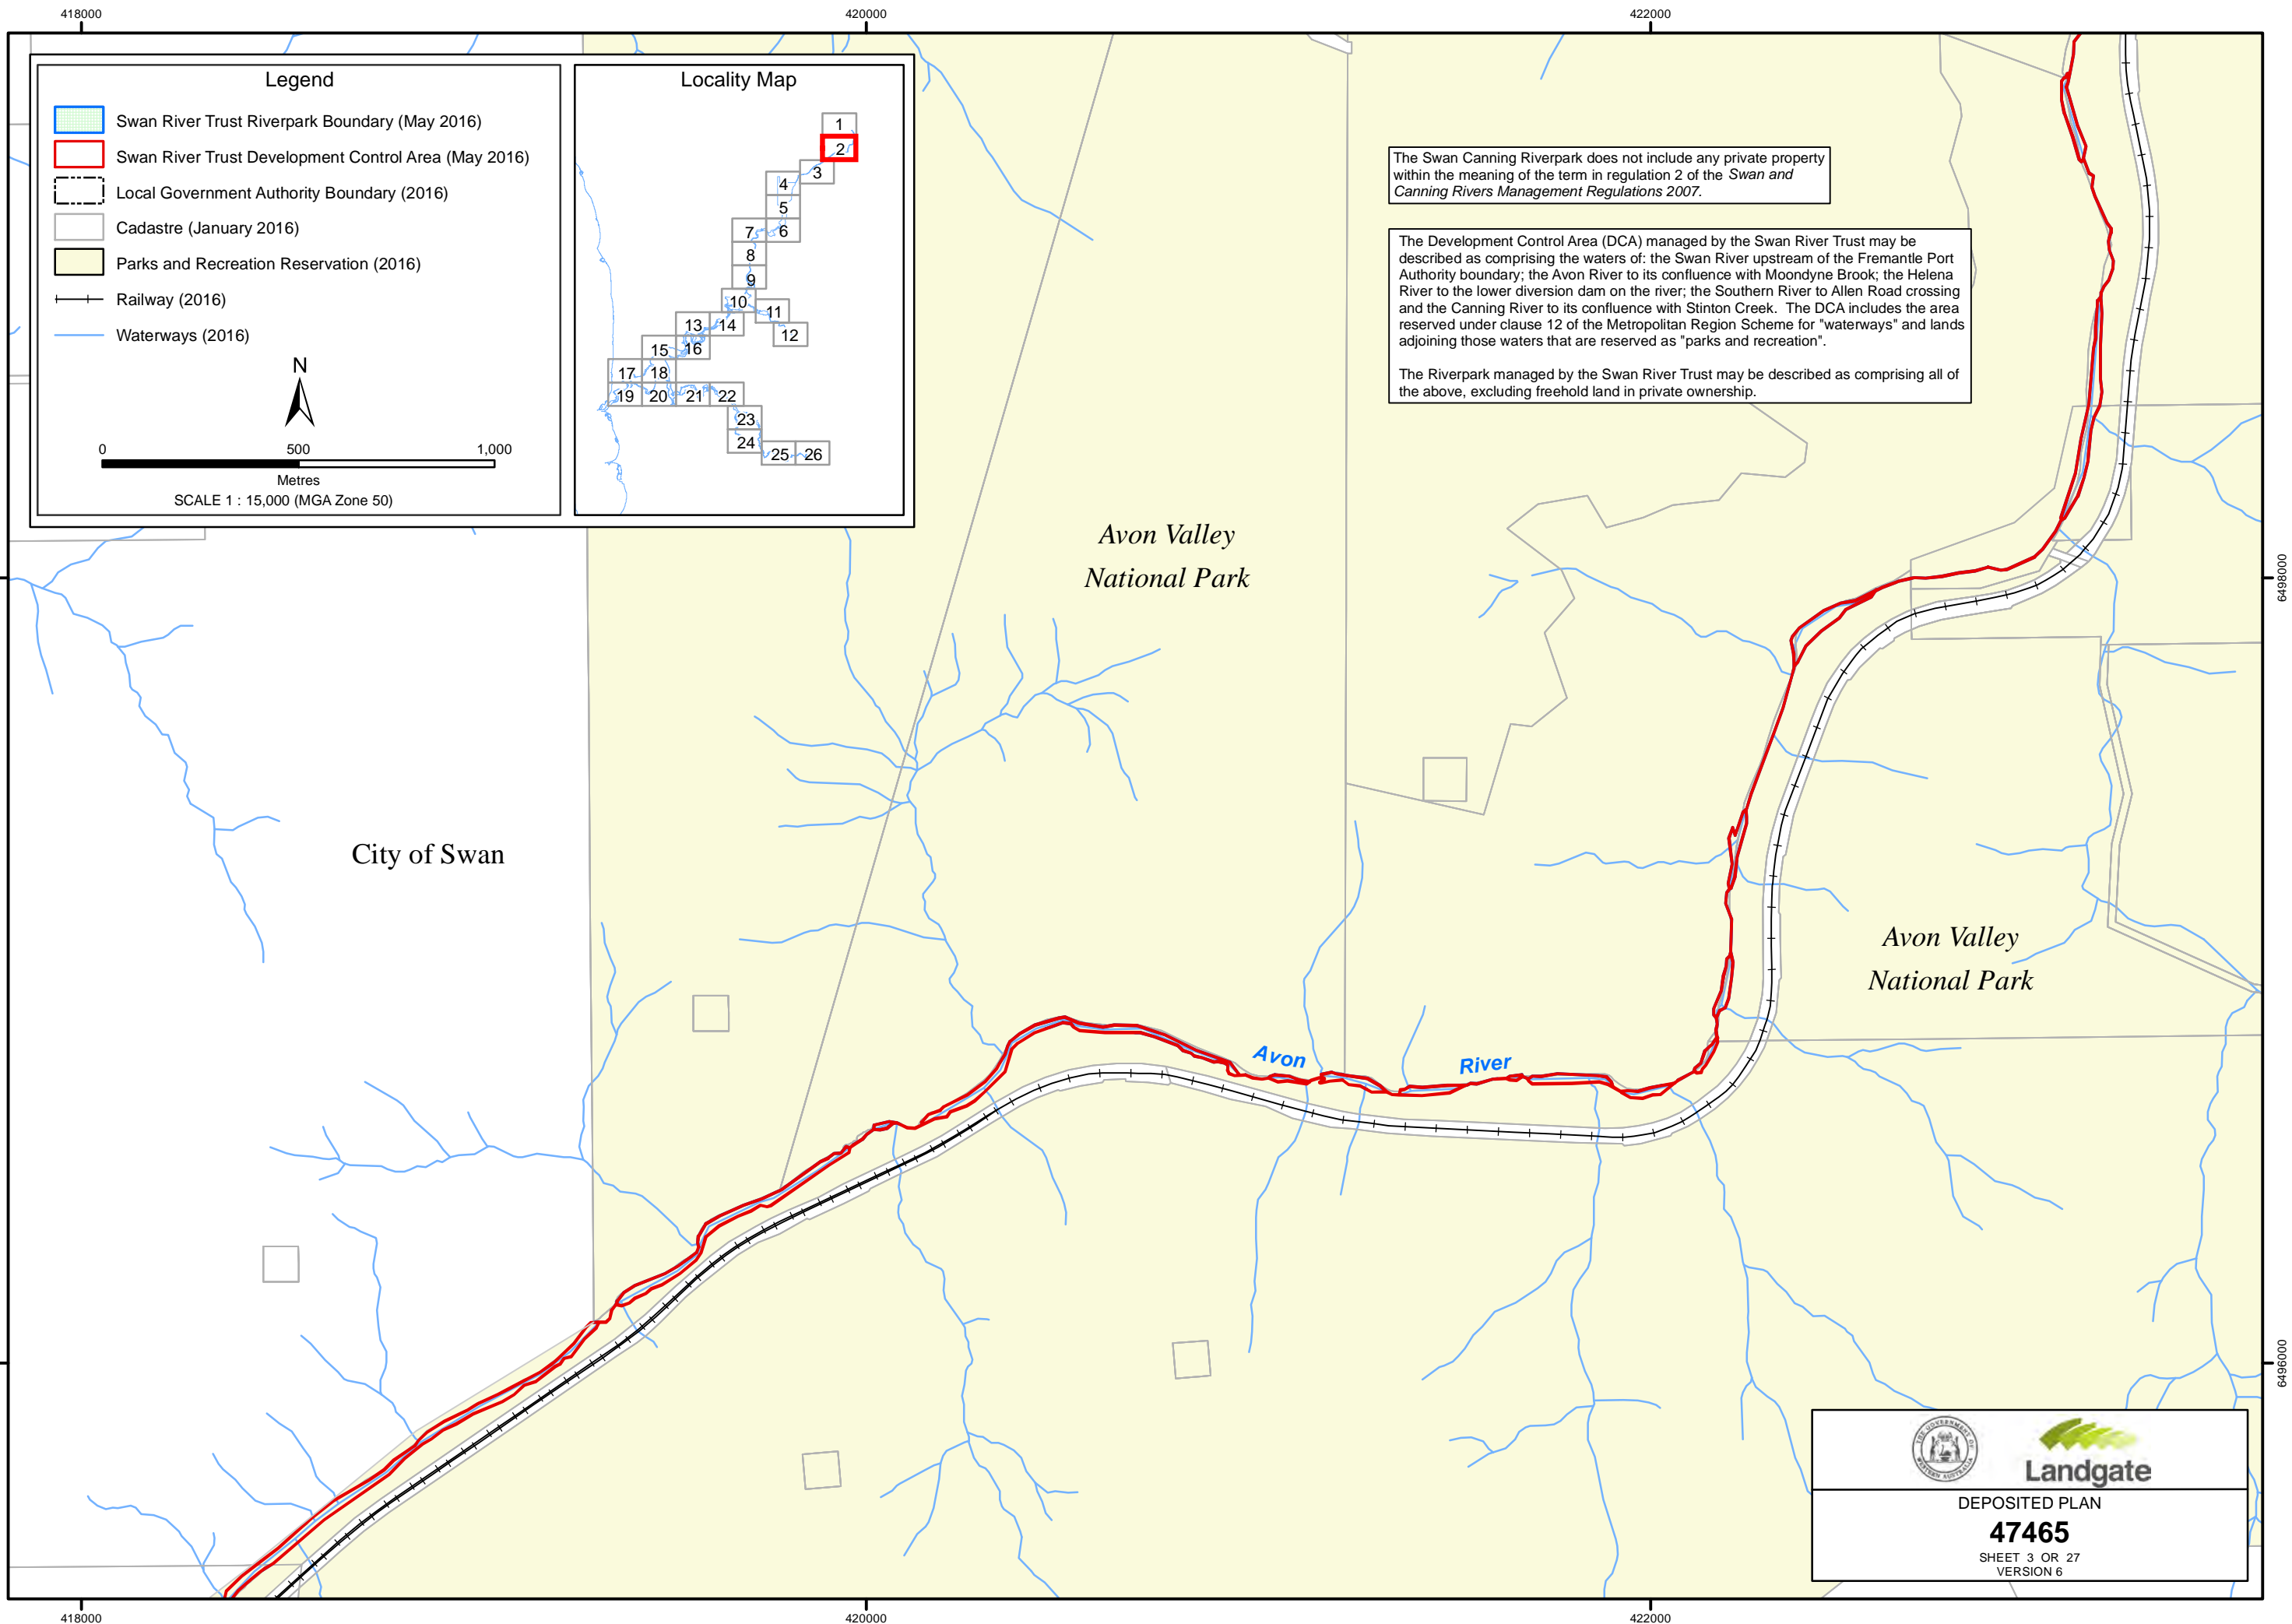 418000
420000
422000
Legend
Swan River Trust Riverpark Boundary (May 2016)
Swan River Trust Development Control Area (May 2016)
Local Government Authority Boundary (2016)
Cadastre (January 2016)
Parks and Recreation Reservation (2016)
Railway (2016)
Waterways (2016)
N
0 500 1,000
Metres
SCALE 1 : 15,000 (MGA Zone 50)
Locality Map
1
2
3
4
5
6
7
8
9
10
11
12
13
14
15
16
17
18
19
20
21
22
23
24
25
26
The Swan Canning Riverpark does not include any private property
within the meaning of the term in regulation 2 of the Swan and
Canning Rivers Management Regulations 2007.
The Development Control Area (DCA) managed by the Swan River Trust may be
described as comprising the waters of: the Swan River upstream of the Fremantle Port
Authority boundary; the Avon River to its confluence with Moondyne Brook; the Helena
River to the lower diversion dam on the river; the Southern River to Allen Road crossing
and the Canning River to its confluence with Stinton Creek. The DCA includes the area
reserved under clause 12 of the Metropolitan Region Scheme for "waterways" and lands
adjoining those waters that are reserved as "parks and recreation".
The Riverpark managed by the Swan River Trust may be described as comprising all of
the above, excluding freehold land in private ownership.
Avon Valley
National Park
6498000
City of Swan
Avon Valley
National Park
Avon River
6496000
THE GOVERNMENT OF
WESTERN AUSTRALIA
Landgate
DEPOSITED PLAN
47465
SHEET 3 OR 27
VERSION 6
418000
420000
422000